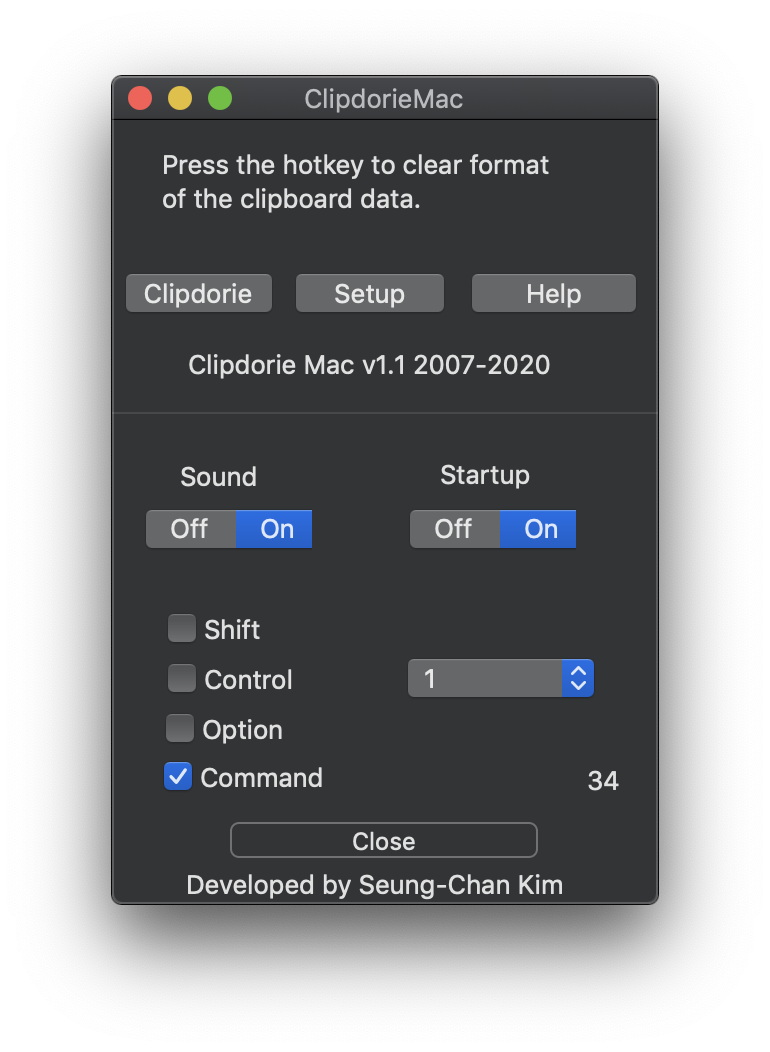 ClipdorieMac
Press the hotkey to clear format
of the clipboard data.
Clipdorie Setup Help
Clipdorie Mac v1.1 2007-2020
Sound Startup
Off On Off On
Shift
Control 1
Option
Command 34
Close
Developed by Seung-Chan Kim